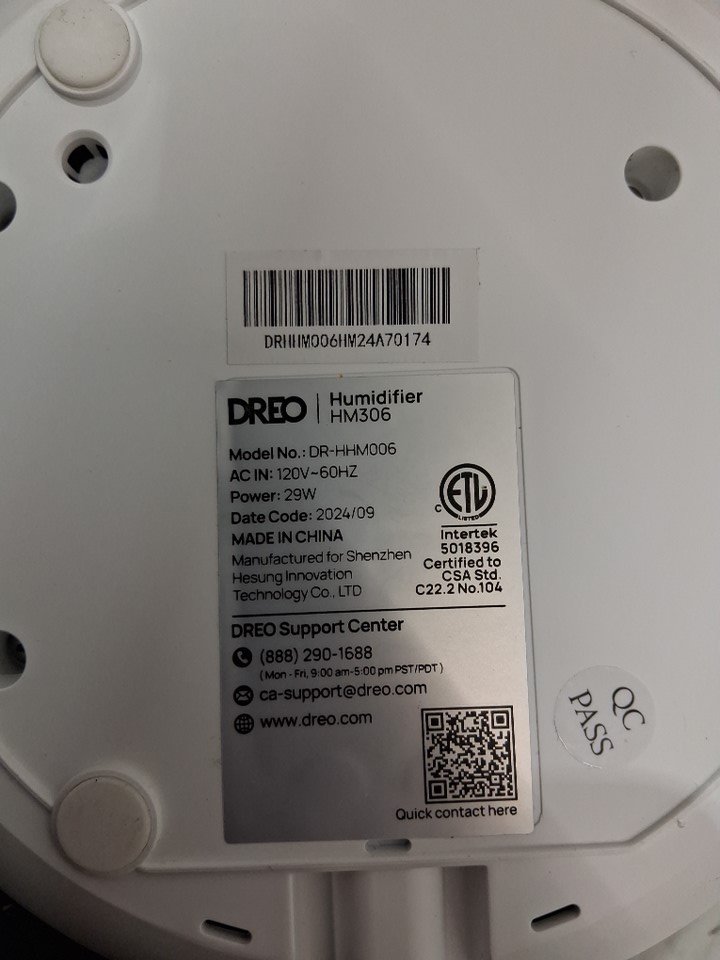 DRHHM006HM24A70174
DREO | Humidifier
HM306
Model No.: DR-HHM006
AC IN: 120V~60HZ
Power: 29W
Date Code: 2024/09
MADE IN CHINA
Manufactured for Shenzhen
Hesung Innovation
Technology Co., LTD
ETL
C
LISTED
Intertek
5018396
Certified to
CSA Std.
C22.2 No.104
DREO Support Center
(888) 290-1688
(Mon - Fri, 9:00 am-5:00 pm PST/PDT)
ca-support@dreo.com
www.dreo.com
Quick contact here
QC
PASS